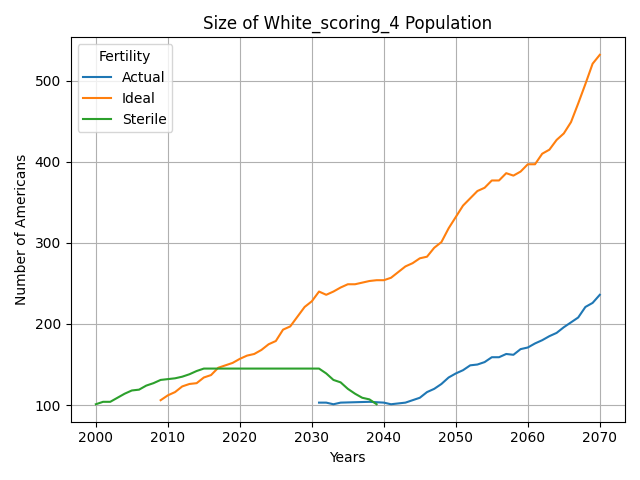 Size of White_scoring_4 Population
Number of Americans
500
400
300
200
100
Fertility
Actual
Ideal
Sterile
2000 2010 2020 2030 2040 2050 2060 2070
Years